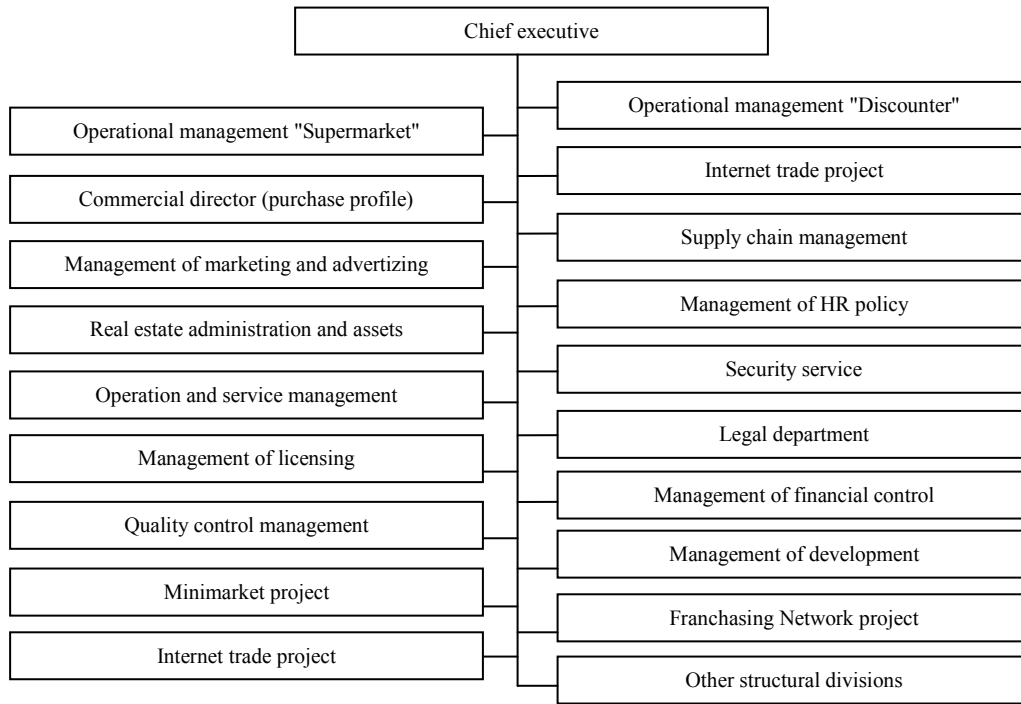 Chief executive
Operational management "Supermarket"
Commercial director (purchase profile)
Management of marketing and advertizing
Real estate administration and assets
Operation and service management
Management of licensing
Quality control management
Minimarket project
Internet trade project
Operational management "Discounter"
Internet trade project
Supply chain management
Management of HR policy
Security service
Legal department
Management of financial control
Management of development
Franchasing Network project
Other structural divisions